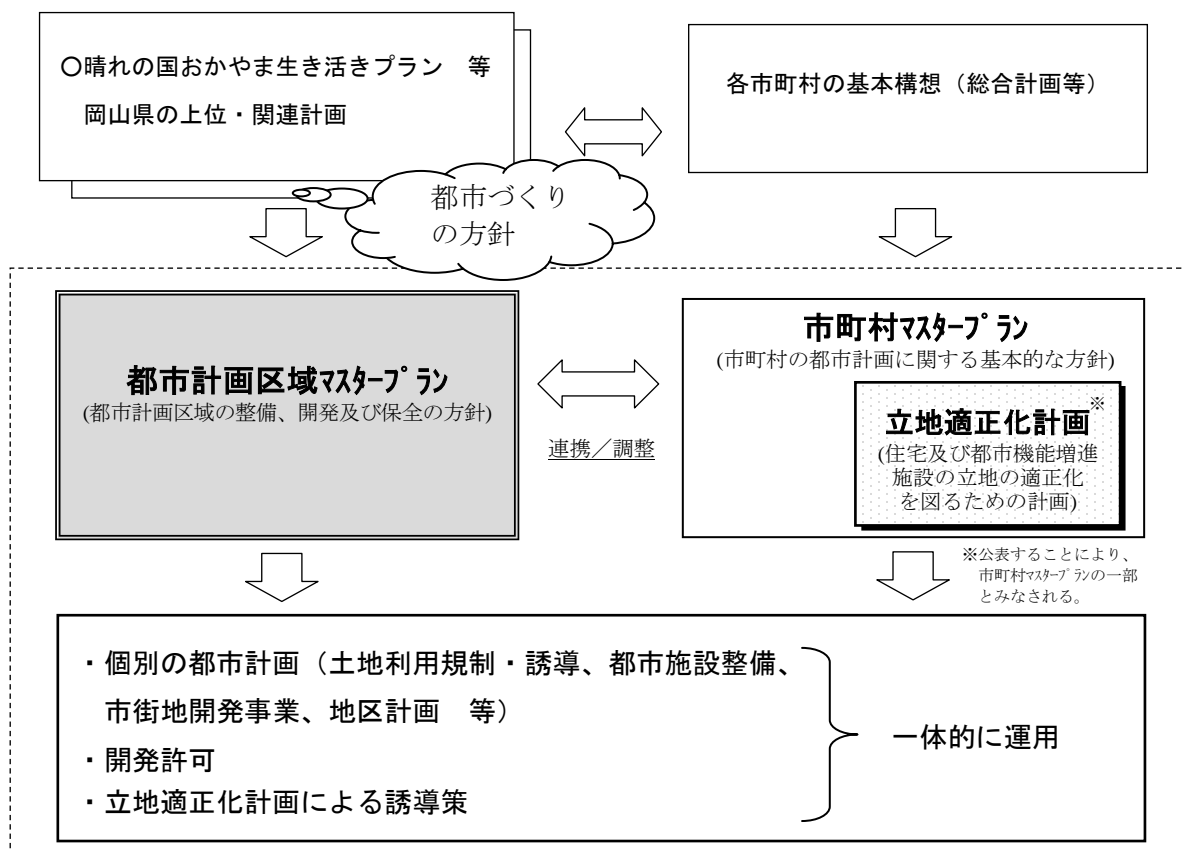 ○晴れの国おかやま生き活きプラン　等
岡山県の上位・関連計画
各市町村の基本構想（総合計画等）
都市づくり
の方針
都市計画区域ﾏｽﾀｰﾌﾟﾗﾝ
(都市計画区域の整備、開発及び保全の方針)
連携／調整
市町村ﾏｽﾀｰﾌﾟﾗﾝ
(市町村の都市計画に関する基本的な方針)
立地適正化計画※
(住宅及び都市機能増進
施設の立地の適正化
を図るための計画)
※公表することにより、
市町村ﾏｽﾀｰﾌﾟﾗﾝの一部
とみなされる。
・個別の都市計画（土地利用規制・誘導、都市施設整備、
市街地開発事業、地区計画　等）
・開発許可
・立地適正化計画による誘導策
一体的に運用